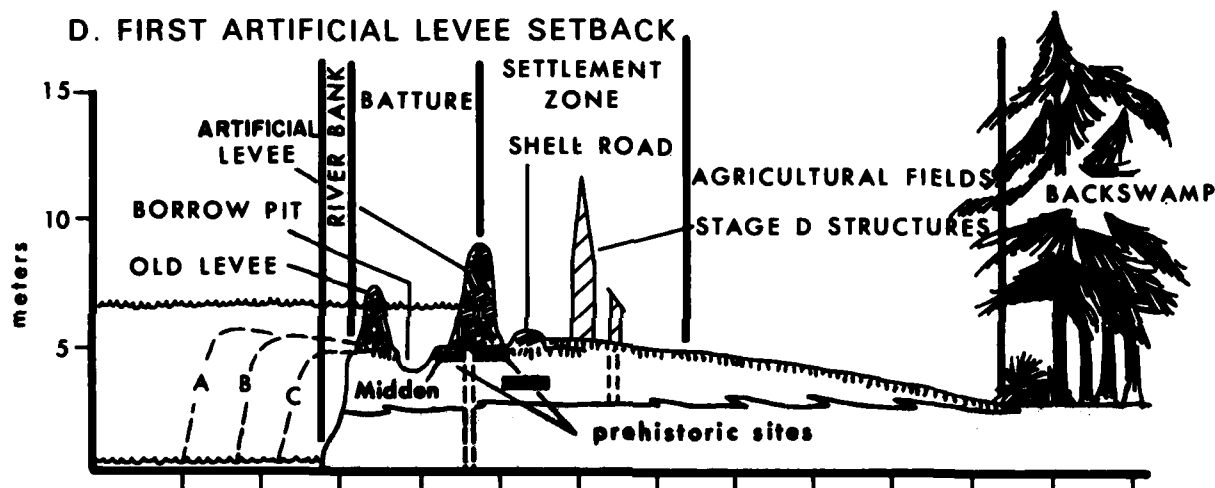 D. FIRST ARTIFICIAL LEVEE SETBACK
15
10
5
meters
ARTIFICIAL
LEVEE
BORROW PIT
OLD LEVEE
RIVER BANK
BATTURE
SETTLEMENT
ZONE
SHELL ROAD
AGRICULTURAL FIELDS
STAGE D STRUCTURES
BACKSWAMP
A
B
C
Midden
prehistoric sites